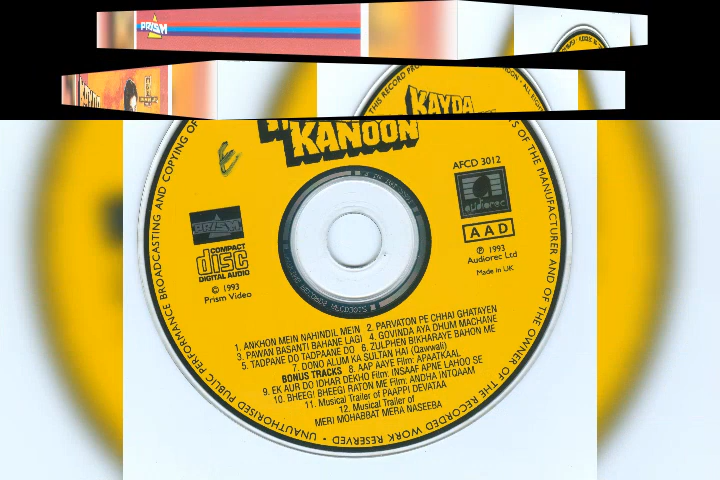 PRISM
KAYDA
KANOON
E
AFCD 3012
audiorec
AAD
℗ 1993
Audiorec Ltd
Made in UK
PRISM
COMPACT
disc
DIGITAL AUDIO
© 1993
Prism Video
1. ANKHON MEIN NAHINDIL MEIN 2. PARVATON PE CHHAI GHATAYEN
3. PAWAN BASANTI BAHANE LAGI 4. GOVINDA AYA DHUM MACHANE
5. TADPANE DO TADPAANE DO 6. ZULPHEN BIKHARAYE BAHON ME
7. DONO ALUM KA SULTAN HAI (Qawwali)
BONUS TRACKS 8. AAP AAYE Film: APAATKAAL
9. EK AUR DO IDHAR DEKHO Film: INSAAF APNE LAHOO SE
10. BHEEGI BHEEGI RATON ME Film: ANDHA INTQAAM
11. Musical Trailer of PAAPPI DEVATAA
12. Musical Trailer of
MERI MOHABBAT MERA NASEEBA
OF THE MANUFACTURER AND OF THE OWNER OF THE RECORDED WORK RESERVED • UNAUTHORISED PUBLIC PERFORMANCE BROADCASTING AND COPYING OF
THIS RECORD